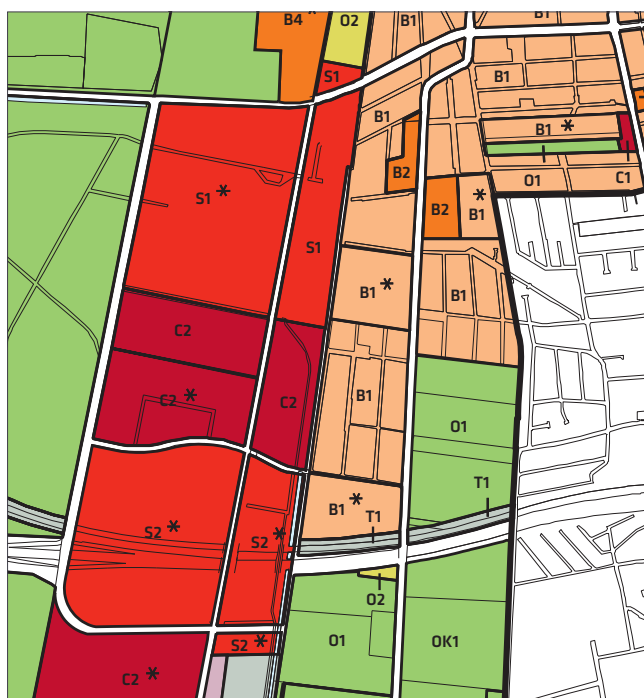 B4*
O2
B1
B1
S1
B1
B1
B1 *
B2
O1
C1
S1 *
B2
* B1
S1
B1 *
B1
C2
C2 *
C2
B1
O1
T1
B1 *
T1
S2 *
S2 *
O2
O1
OK1
S2 *
C2 *